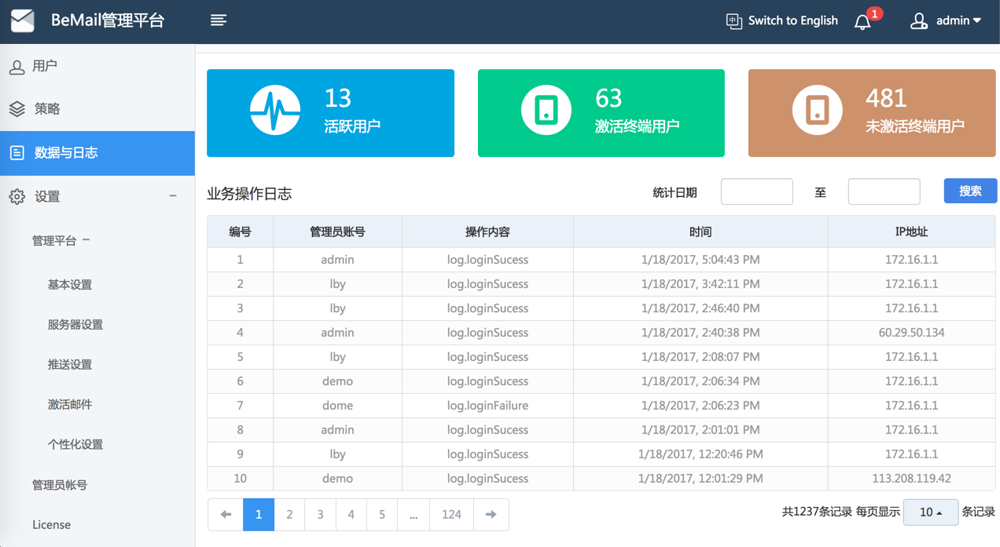 BeMail管理平台
Switch to English
1
admin
用户
策略
数据与日志
设置
管理平台
基本设置
服务器设置
推送设置
激活邮件
个性化设置
管理员帐号
License
13
活跃用户
63
激活终端用户
481
未激活终端用户
业务操作日志 统计日期 至 搜索
编号 管理员账号 操作内容 时间 IP地址
1 admin log.loginSucess 1/18/2017, 5:04:43 PM 172.16.1.1
2 lby log.loginSucess 1/18/2017, 3:42:11 PM 172.16.1.1
3 lby log.loginSucess 1/18/2017, 2:46:40 PM 172.16.1.1
4 admin log.loginSucess 1/18/2017, 2:40:38 PM 60.29.50.134
5 lby log.loginSucess 1/18/2017, 2:08:07 PM 172.16.1.1
6 demo log.loginSucess 1/18/2017, 2:06:34 PM 172.16.1.1
7 dome log.loginFailure 1/18/2017, 2:06:23 PM 172.16.1.1
8 admin log.loginSucess 1/18/2017, 2:01:01 PM 172.16.1.1
9 lby log.loginSucess 1/18/2017, 12:20:46 PM 172.16.1.1
10 demo log.loginSucess 1/18/2017, 12:01:29 PM 113.208.119.42
1 2 3 4 5 ... 124
共1237条记录 每页显示 10 条记录